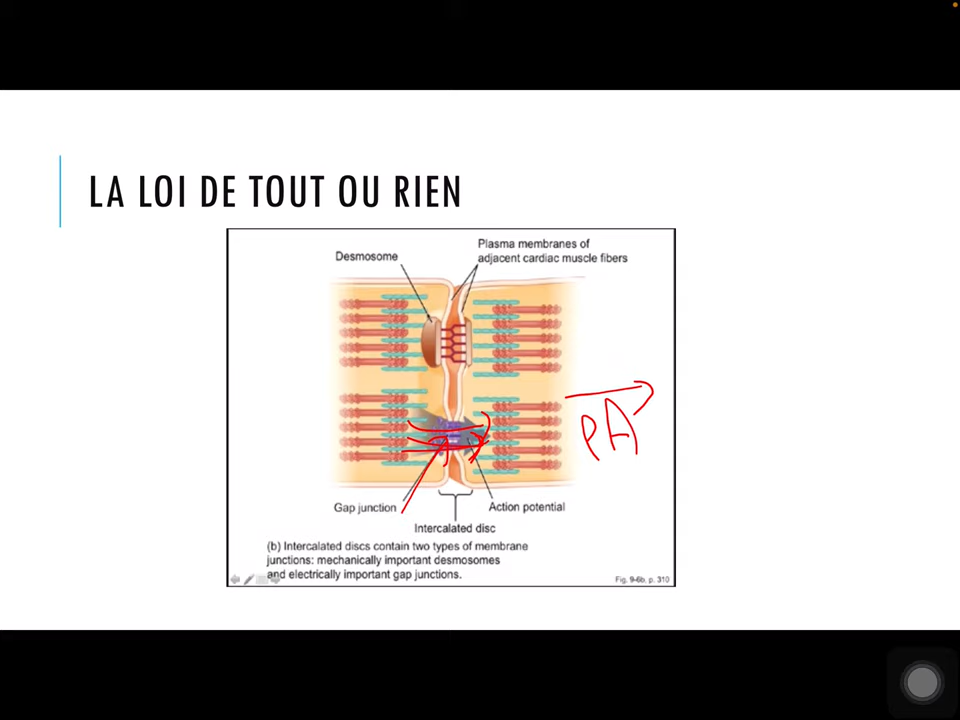 LA LOI DE TOUT OU RIEN
Desmosome
Plasma membranes of
adjacent cardiac muscle fibers
PA
Gap junction
Action potential
Intercalated disc
(b) Intercalated discs contain two types of membrane
junctions: mechanically important desmosomes
and electrically important gap junctions.
Fig. 9-6b, p. 310